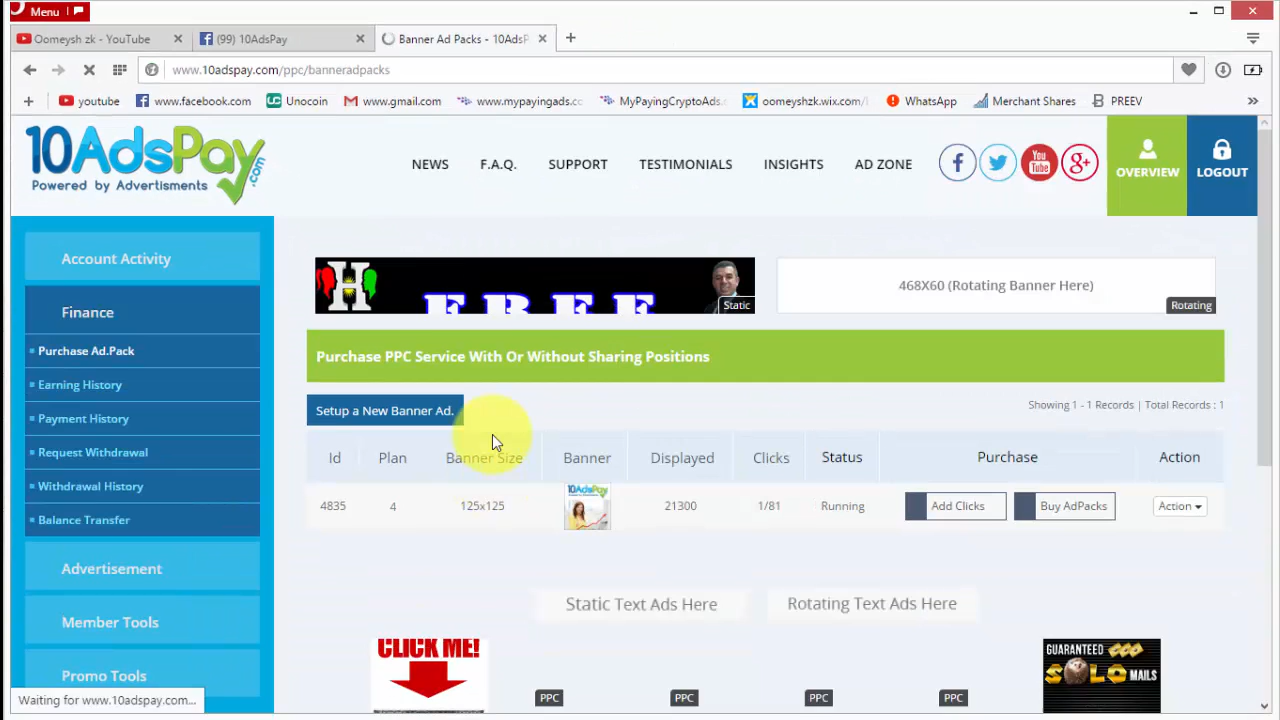 Menu
Oomeysh zk - YouTube
(99) 10AdsPay
Banner Ad Packs - 10AdsP
www.10adspay.com/ppc/banneradpacks
youtube
www.facebook.com
Unocoin
www.gmail.com
www.mypayingads.cc
MyPayingCryptoAds.
oomeyshzk.wix.com/
WhatsApp
Merchant Shares
PREEV
10AdsPay.com
Powered by Advertisments
NEWS
F.A.Q.
SUPPORT
TESTIMONIALS
INSIGHTS
AD ZONE
You Tube
OVERVIEW
LOGOUT
Account Activity
Finance
Purchase Ad.Pack
Earning History
Payment History
Request Withdrawal
Withdrawal History
Balance Transfer
Advertisement
Member Tools
Promo Tools
H FREE
Static
468X60 (Rotating Banner Here)
Rotating
Purchase PPC Service With Or Without Sharing Positions
Setup a New Banner Ad.
Showing 1 - 1 Records | Total Records : 1
Id Plan Banner Size Banner Displayed Clicks Status Purchase Action
4835 4 125x125 10AdsPay 21300 1/81 Running Add Clicks Buy AdPacks Action
Static Text Ads Here
Rotating Text Ads Here
CLICK ME!
PPC
PPC
PPC
PPC
GUARANTEED
SOLO
MAILS
Waiting for www.10adspay.com...